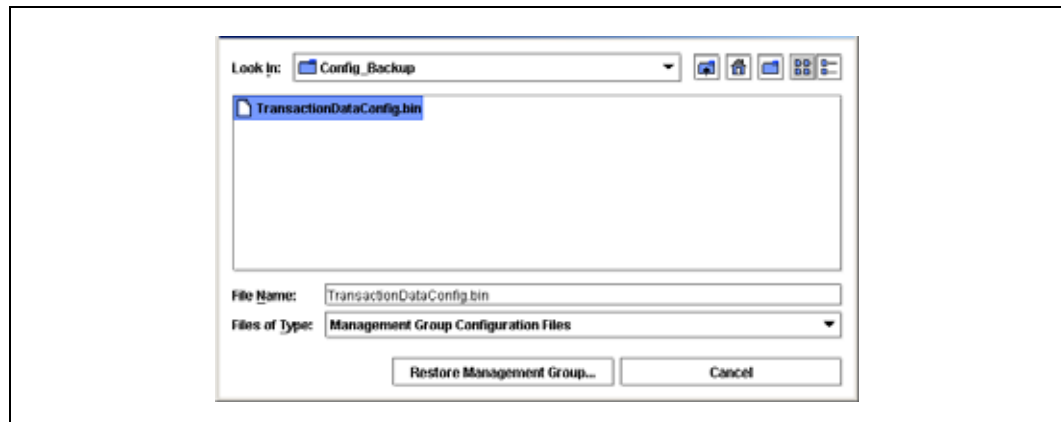 Look In: Config_Backup
TransactionDataConfig.bin
File Name: TransactionDataConfig.bin
Files of Type: Management Group Configuration Files
Restore Management Group... Cancel